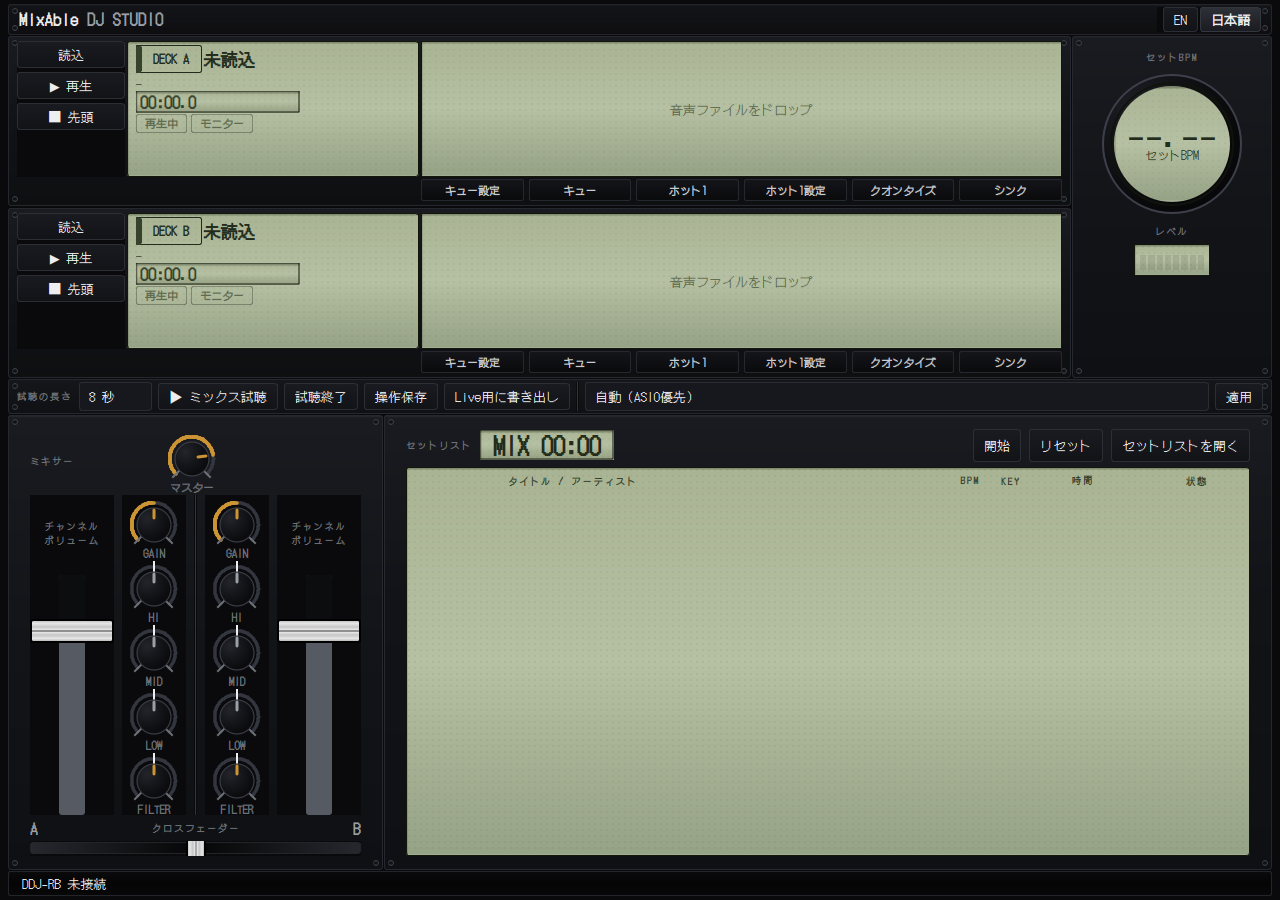 MixAble DJ STUDIO
EN 日本語
読込
▶ 再生
■ 先頭
DECK A 未読込
–
00:00.0
再生中 モニター
音声ファイルをドロップ
キュー設定 キュー ホット1 ホット1設定 クオンタイズ シンク
読込
▶ 再生
■ 先頭
DECK B 未読込
–
00:00.0
再生中 モニター
音声ファイルをドロップ
キュー設定 キュー ホット1 ホット1設定 クオンタイズ シンク
セットBPM
--.--
セットBPM
レベル
試聴の長さ 8 秒 ▶ ミックス試聴 試聴終了 操作保存 Live用に書き出し 自動（ASIO優先） 適用
ミキサー
マスター
チャンネル
ボリューム
GAIN
HI
MID
LOW
FILTER
GAIN
HI
MID
LOW
FILTER
チャンネル
ボリューム
A クロスフェーダー B
セットリスト MIX 00:00 開始 リセット セットリストを開く
タイトル / アーティスト BPM KEY 時間 状態
DDJ-RB 未接続